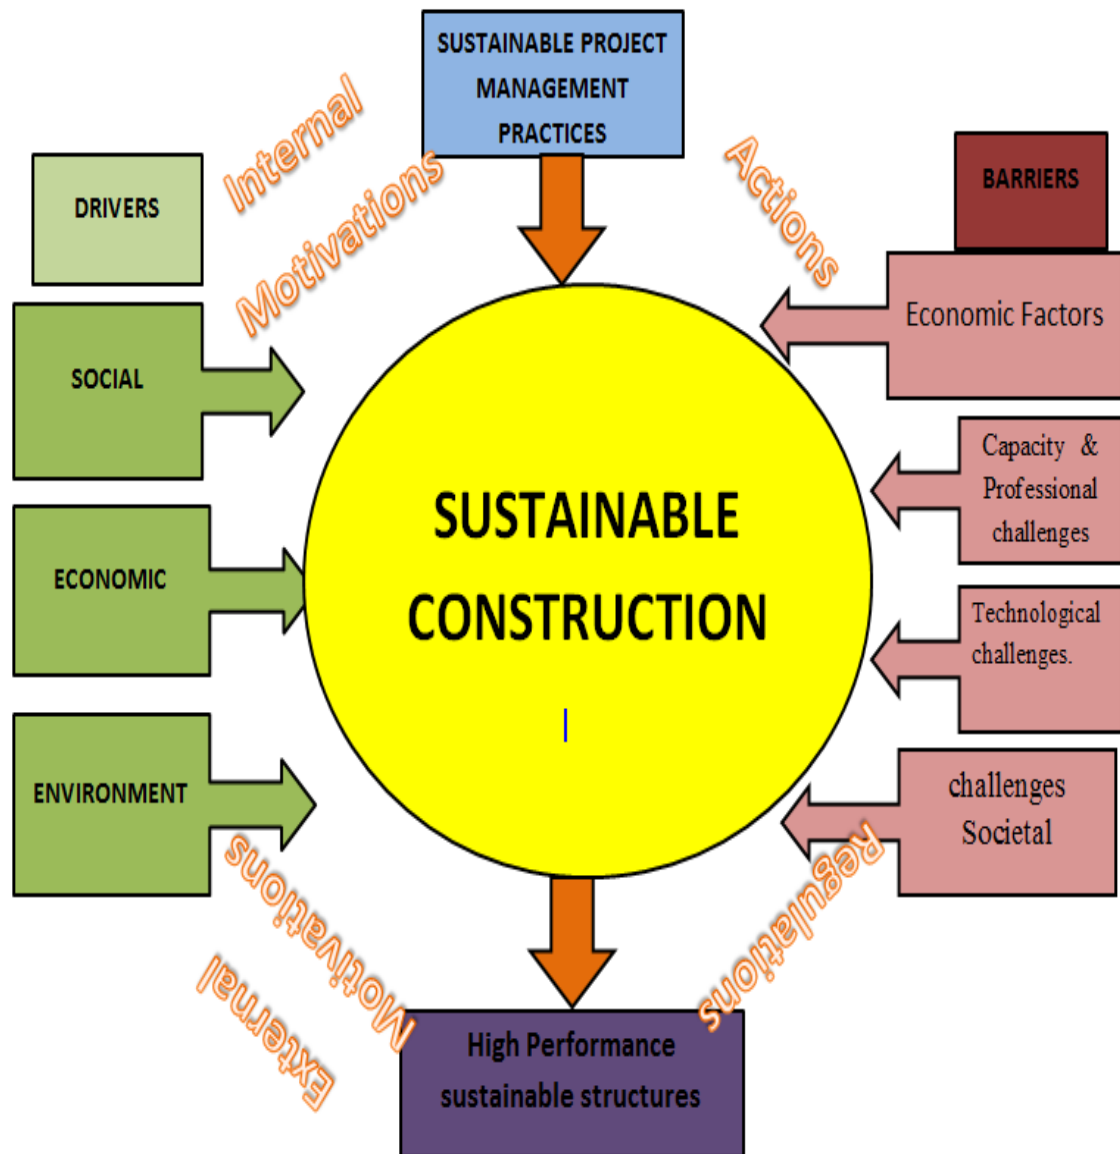 SUSTAINABLE PROJECT
MANAGEMENT
PRACTICES
Internal
Motivations
Actions
DRIVERS
BARRIERS
SOCIAL
Economic Factors
ECONOMIC
Capacity &
Professional
challenges
SUSTAINABLE
CONSTRUCTION
Technological
challenges.
ENVIRONMENT
challenges
Societal
Motivations
External
Regulations
High Performance
sustainable structures